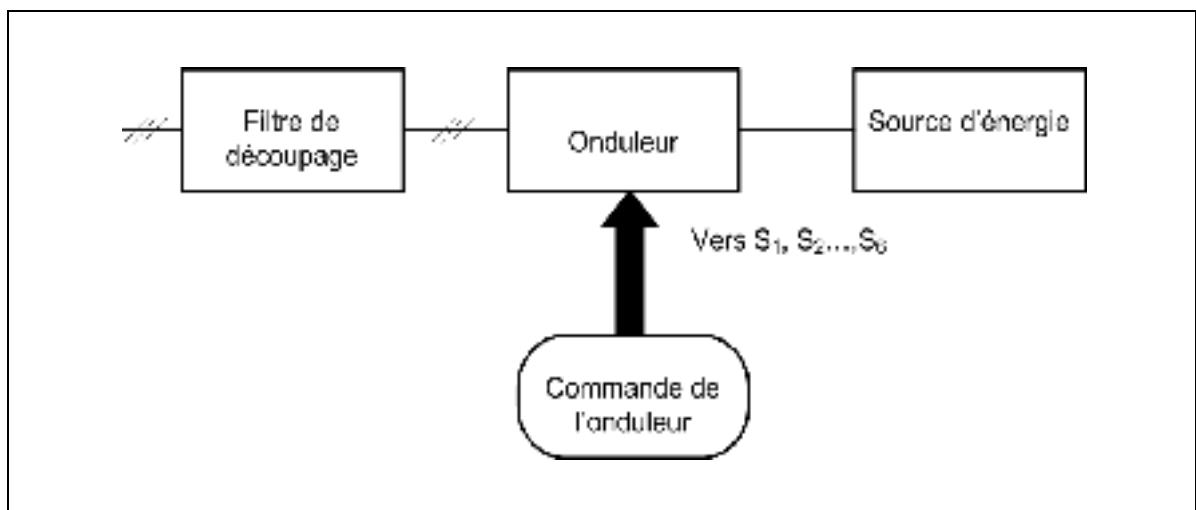 Filtre de
découpage
Onduleur
Source d'énergie
Vers S₁, S₂...,S₆
Commande de
l'onduleur